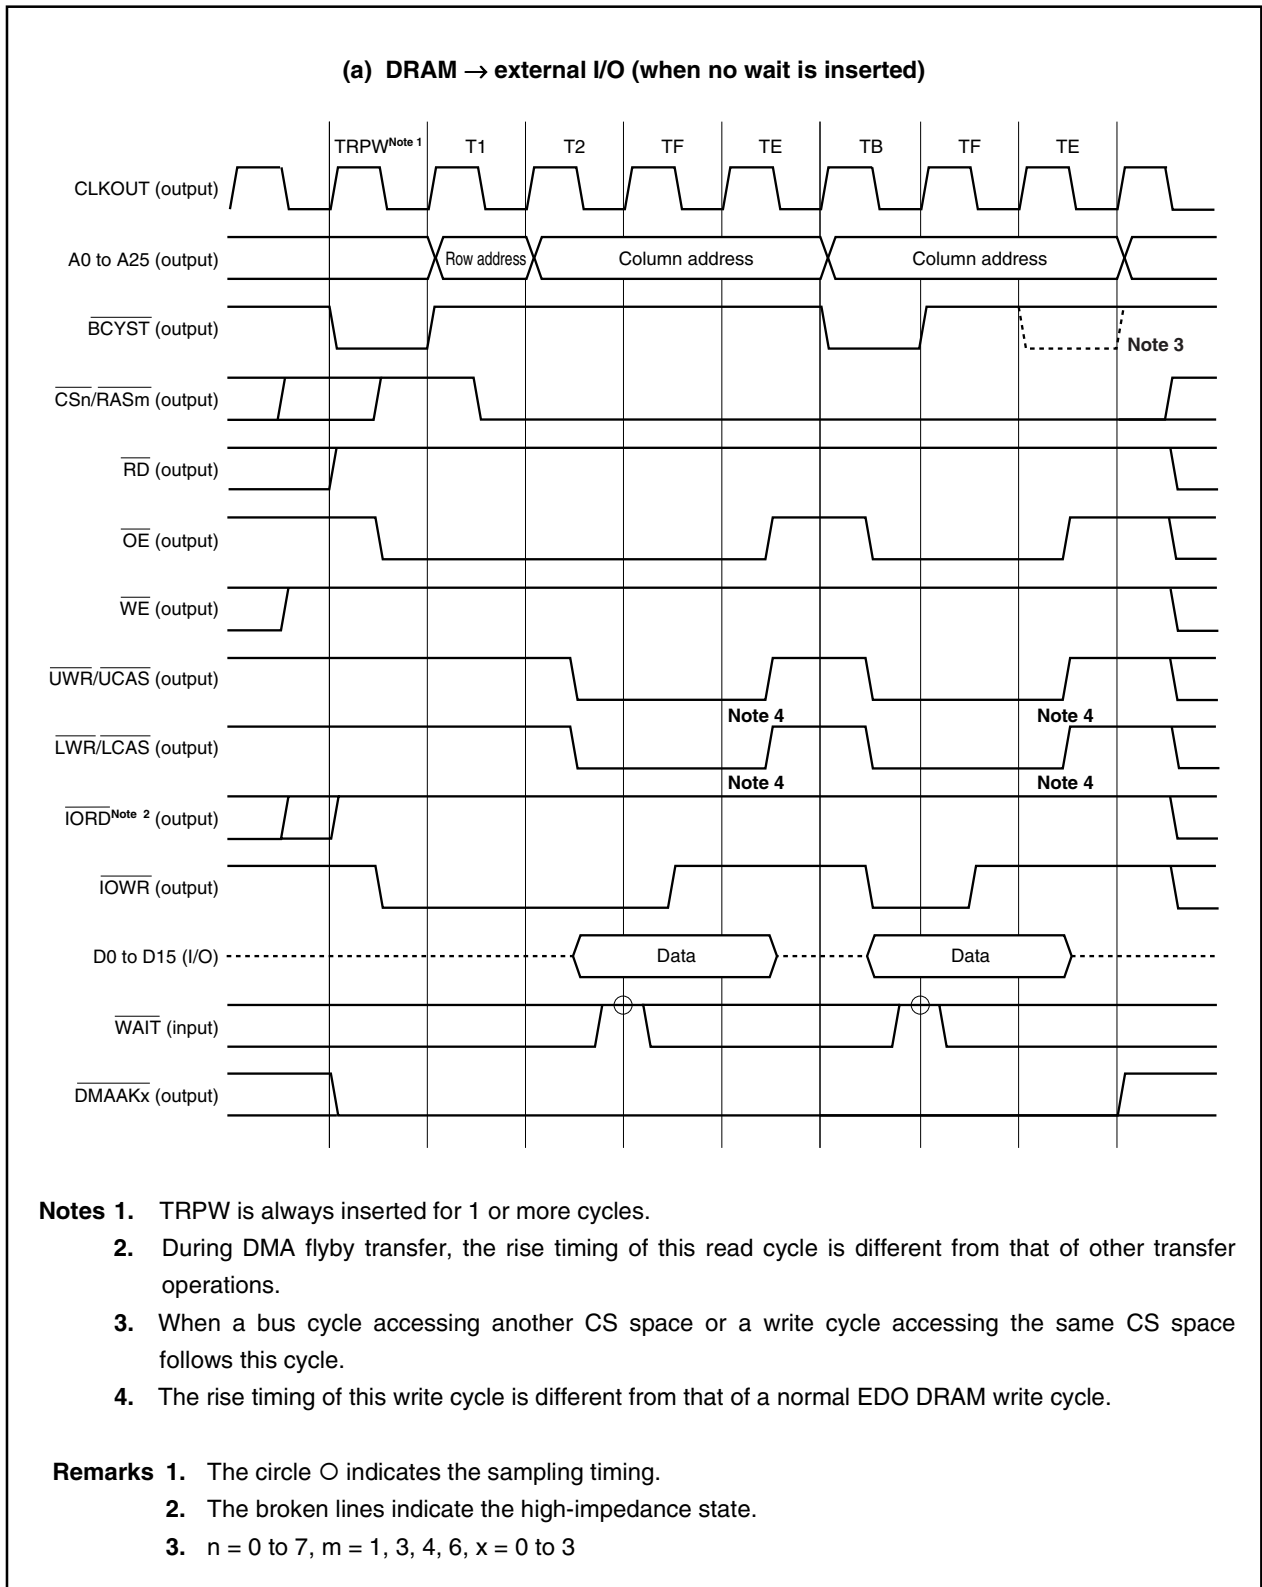 (a) DRAM → external I/O (when no wait is inserted)
TRPW Note 1 T1 T2 TF TE TB TF TE
CLKOUT (output)
A0 to A25 (output) Row address Column address Column address
BCYST (output)
Note 3
CSn/RASm (output)
RD (output)
OE (output)
WE (output)
UWR/UCAS (output)
Note 4 Note 4
LWR/LCAS (output)
Note 4 Note 4
IORD Note 2 (output)
IOWR (output)
D0 to D15 (I/O) Data Data
WAIT (input)
DMAAKx (output)
Notes 1. TRPW is always inserted for 1 or more cycles.
2. During DMA flyby transfer, the rise timing of this read cycle is different from that of other transfer
operations.
3. When a bus cycle accessing another CS space or a write cycle accessing the same CS space
follows this cycle.
4. The rise timing of this write cycle is different from that of a normal EDO DRAM write cycle.
Remarks 1. The circle ○ indicates the sampling timing.
2. The broken lines indicate the high-impedance state.
3. n = 0 to 7, m = 1, 3, 4, 6, x = 0 to 3